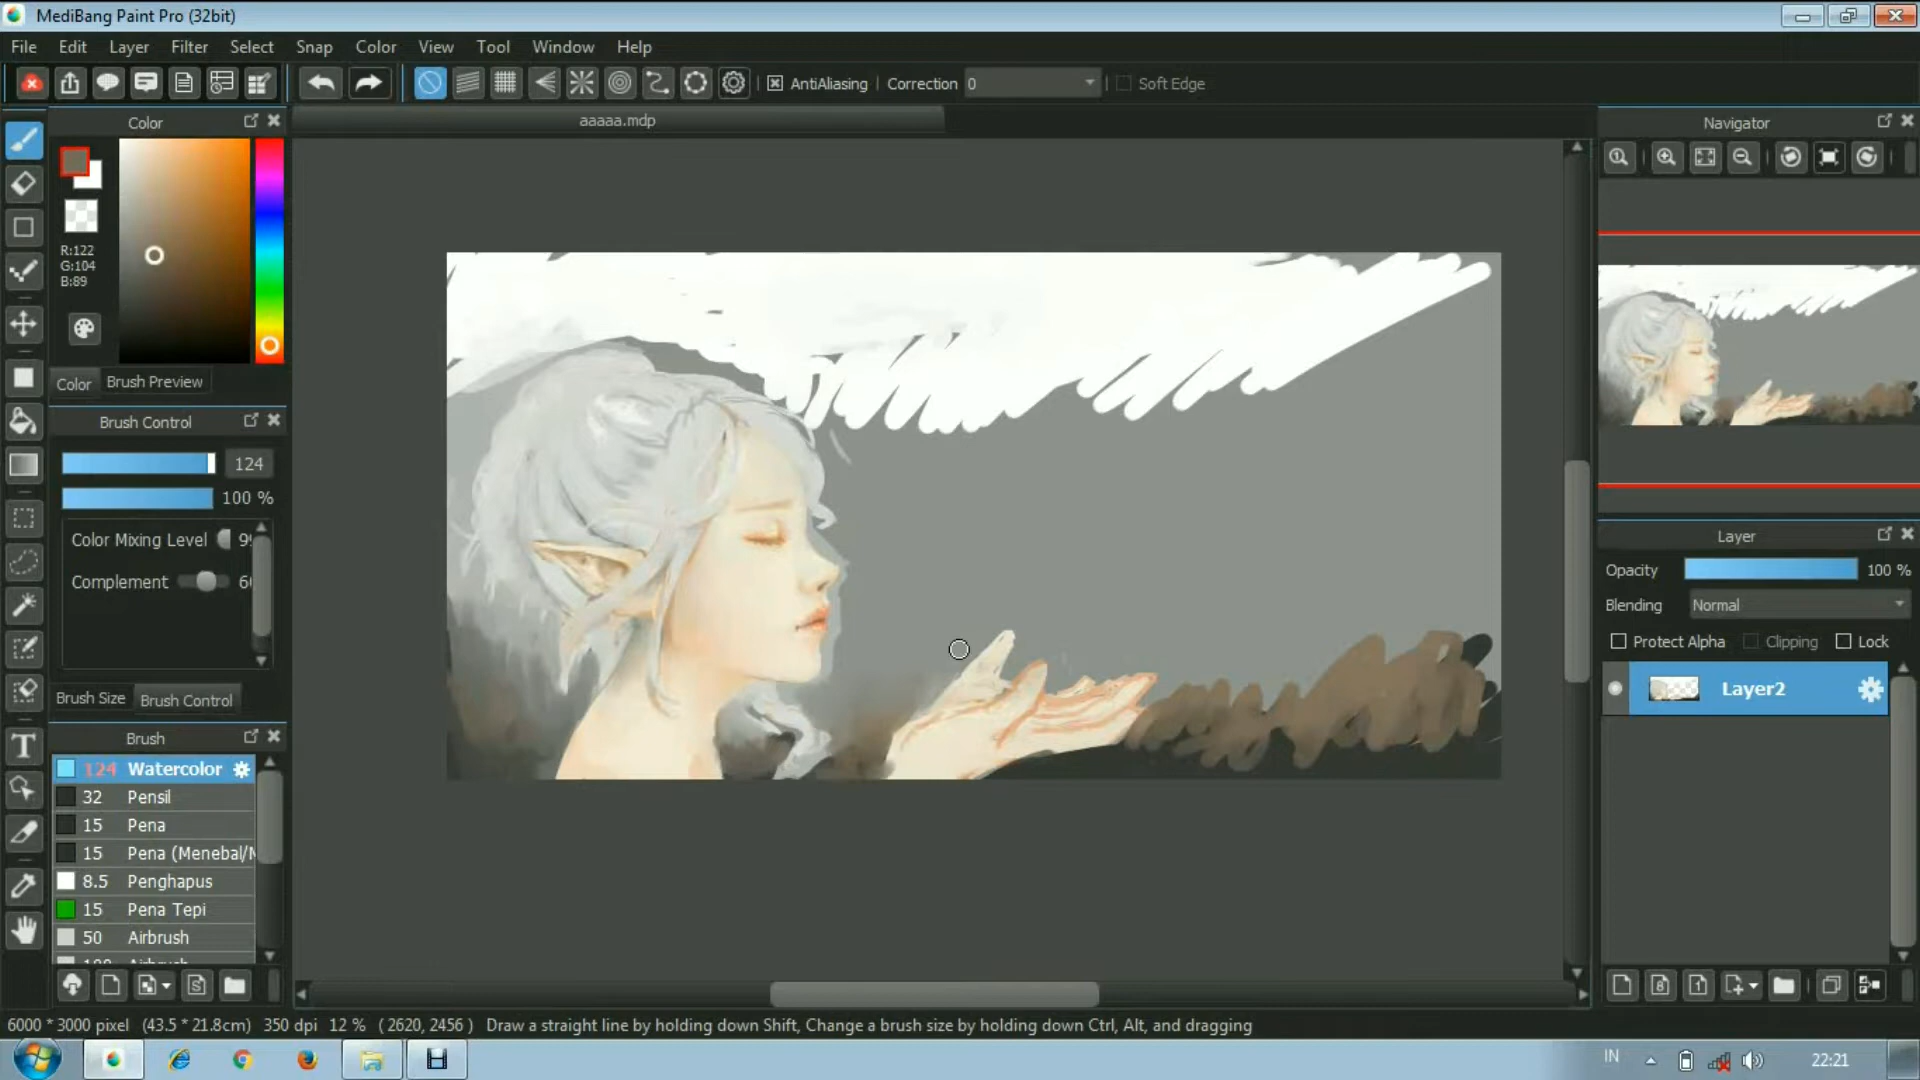 MediBang Paint Pro (32bit)
File Edit Layer Filter Select Snap Color View Tool Window Help
AntiAliasing Correction 0 Soft Edge
aaaaa.mdp
Color
R:122
G:104
B:89
Color Brush Preview
Brush Control
124
100 %
Color Mixing Level
Complement
Brush Size Brush Control
Brush
124 Watercolor
32 Pensil
15 Pena
15 Pena (Menebal/
8.5 Penghapus
15 Pena Tepi
50 Airbrush
Navigator
Layer
Opacity 100 %
Blending Normal
Protect Alpha Clipping Lock
Layer2
6000 * 3000 pixel (43.5 * 21.8cm) 350 dpi 12 % ( 2620, 2456 ) Draw a straight line by holding down Shift, Change a brush size by holding down Ctrl, Alt, and dragging
IN 22:21